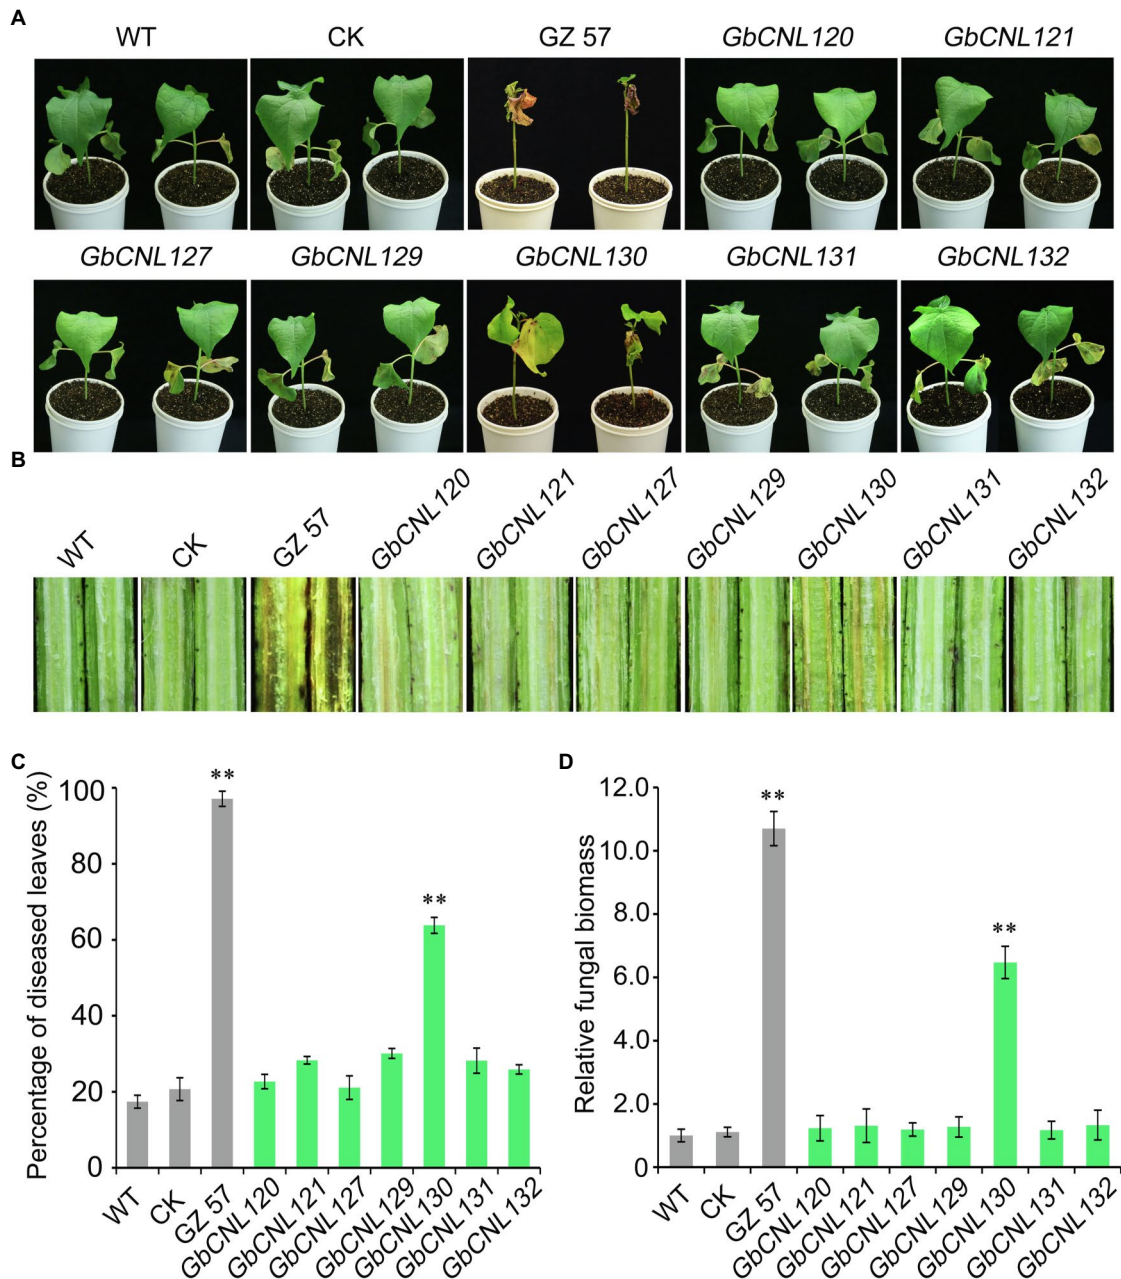 A
WT CK GZ 57 GbCNL120 GbCNL121
GbCNL127 GbCNL129 GbCNL130 GbCNL131 GbCNL132
B
WT CK GZ 57 GbCNL120 GbCNL121 GbCNL127 GbCNL129 GbCNL130 GbCNL131 GbCNL132
C
Percentage of diseased leaves (%)
100
80
60
40
20
0
**
**
WT CK GZ 57 GbCNL120 GbCNL121 GbCNL127 GbCNL129 GbCNL130 GbCNL131 GbCNL132
D
Relative fungal biomass
12.0
10.0
8.0
6.0
4.0
2.0
0
**
**
WT CK GZ 57 GbCNL120 GbCNL121 GbCNL127 GbCNL129 GbCNL130 GbCNL131 GbCNL132